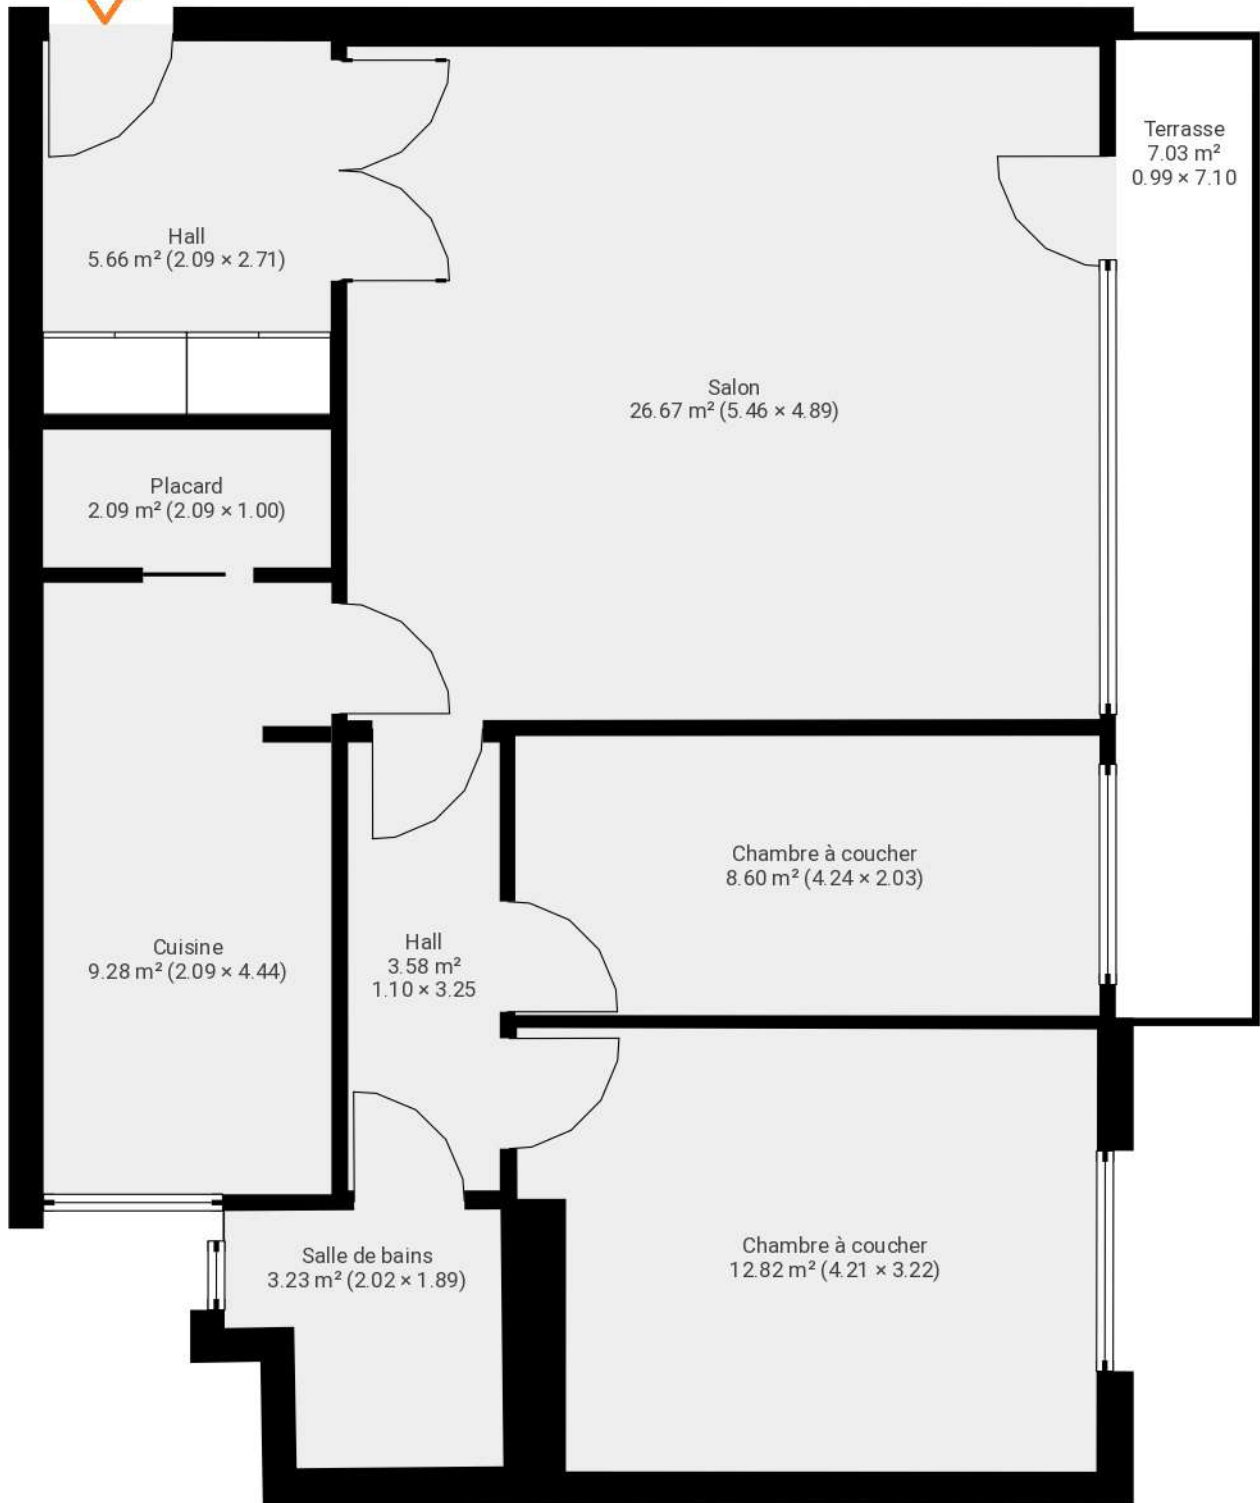 Terrasse
7.03 m²
0.99 × 7.10
Hall
5.66 m² (2.09 × 2.71)
Salon
26.67 m² (5.46 × 4.89)
Placard
2.09 m² (2.09 × 1.00)
Chambre à coucher
8.60 m² (4.24 × 2.03)
Hall
3.58 m²
1.10 × 3.25
Cuisine
9.28 m² (2.09 × 4.44)
Salle de bains
3.23 m² (2.02 × 1.89)
Chambre à coucher
12.82 m² (4.21 × 3.22)